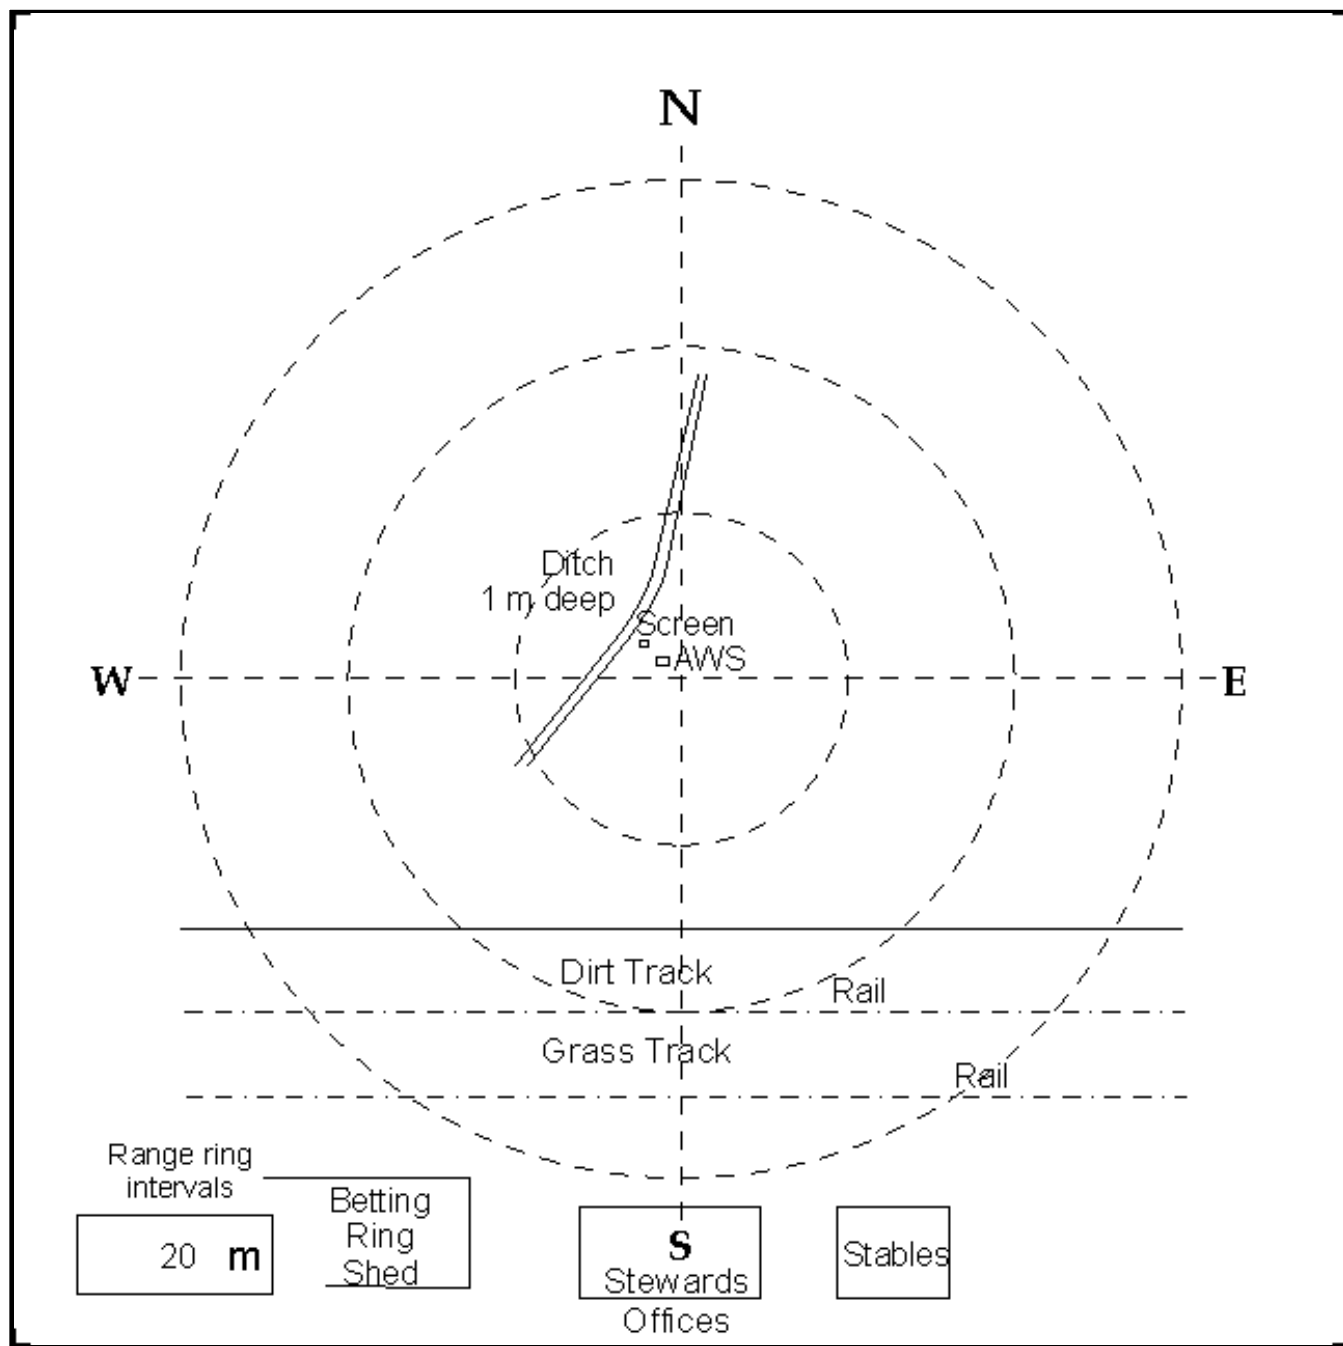 N
Ditch
1 m deep
Screen
AWS
W
E
Dirt Track
Rail
Grass Track
Rail
Range ring
intervals
20 m
Betting
Ring
Shed
S
Stewards
Offices
Stables